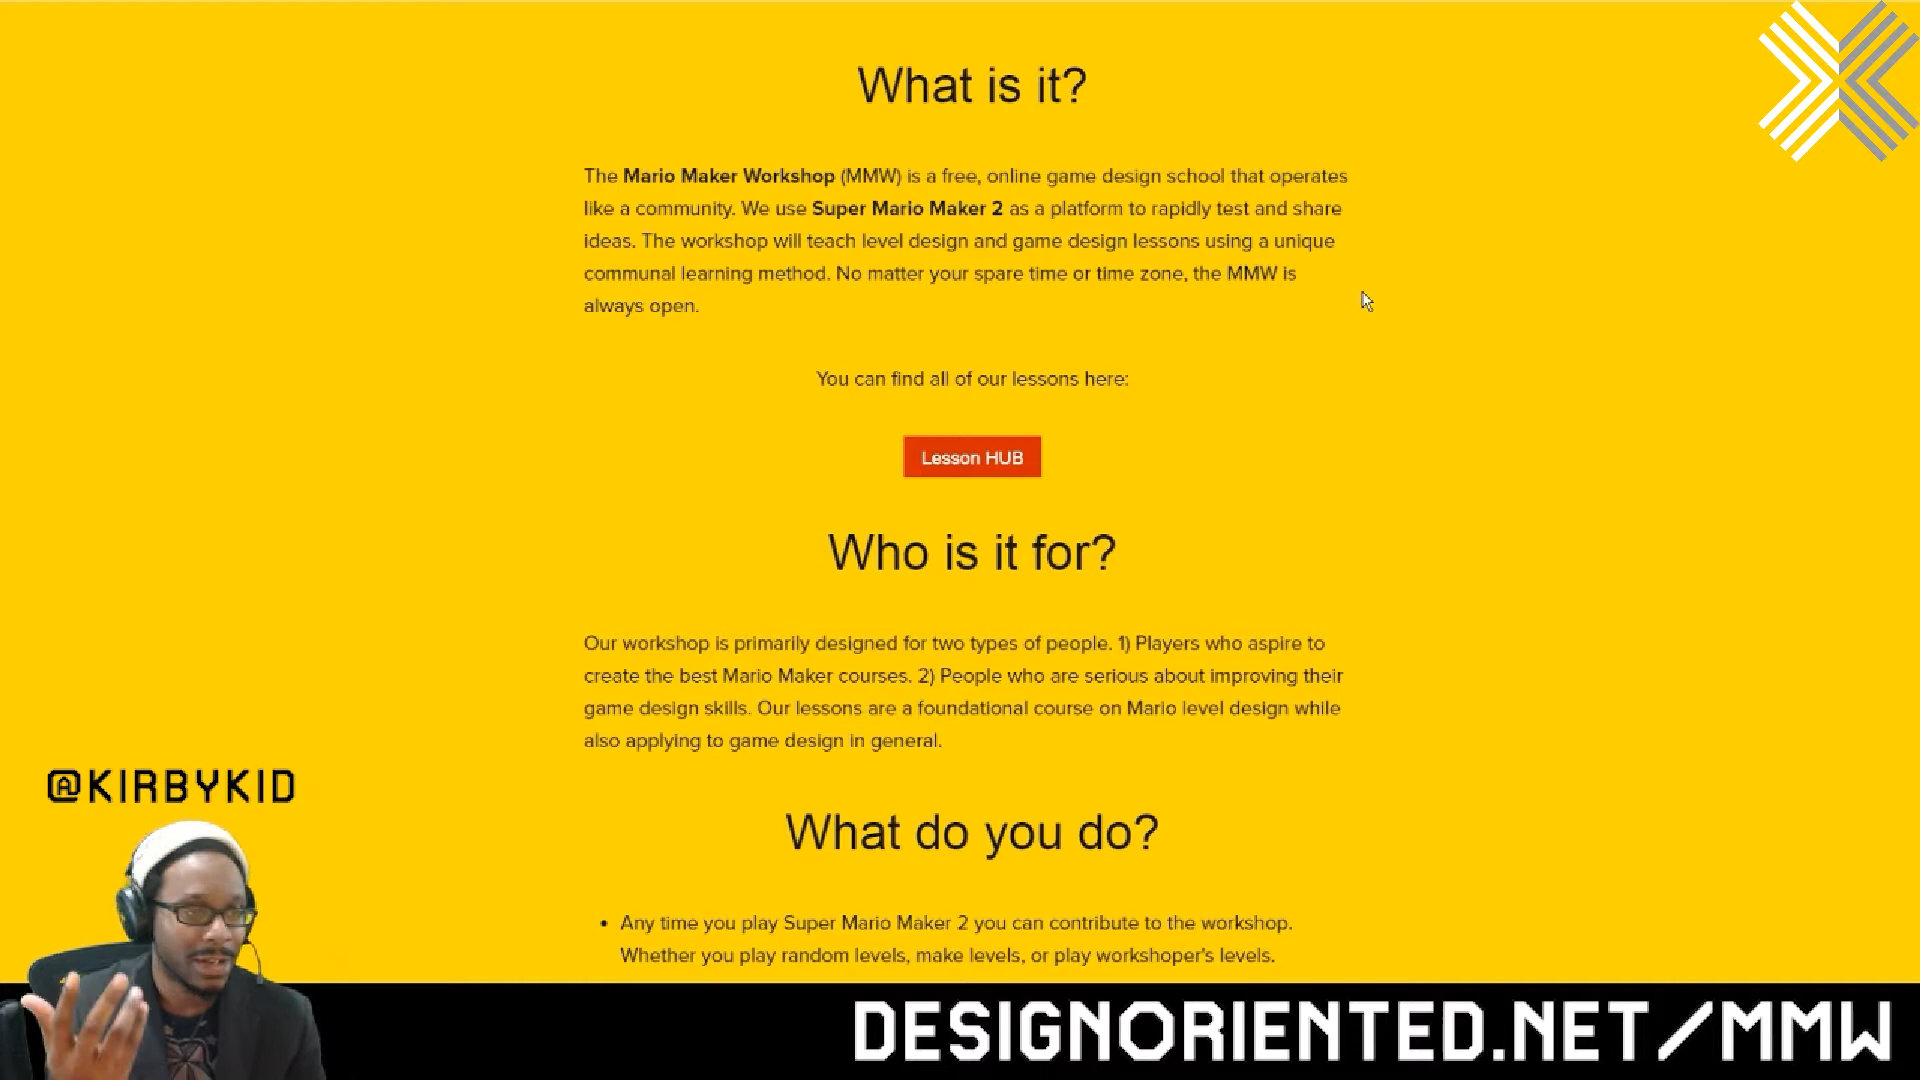 What is it?
The Mario Maker Workshop (MMW) is a free, online game design school that operates
like a community. We use Super Mario Maker 2 as a platform to rapidly test and share
ideas. The workshop will teach level design and game design lessons using a unique
communal learning method. No matter your spare time or time zone, the MMW is
always open.
You can find all of our lessons here:
Lesson HUB
Who is it for?
Our workshop is primarily designed for two types of people. 1) Players who aspire to
create the best Mario Maker courses. 2) People who are serious about improving their
game design skills. Our lessons are a foundational course on Mario level design while
also applying to game design in general.
@KIRBYKID
What do you do?
• Any time you play Super Mario Maker 2 you can contribute to the workshop.
Whether you play random levels, make levels, or play workshoper's levels.
DESIGNORIENTED.NET/MMW